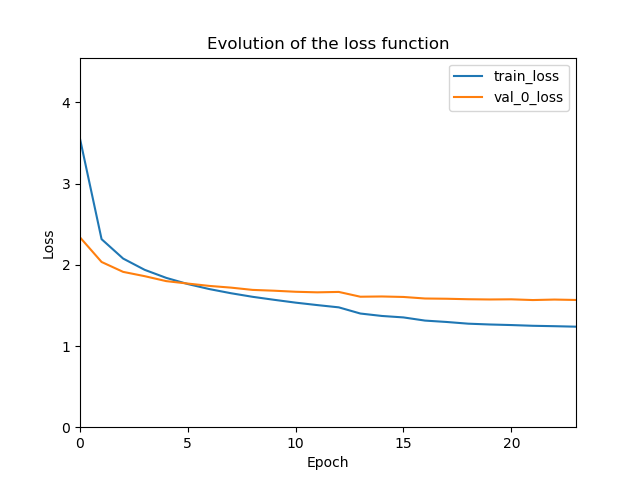 Evolution of the loss function
train_loss
val_0_loss
4
3
2
1
0
Loss
0 5 10 15 20
Epoch